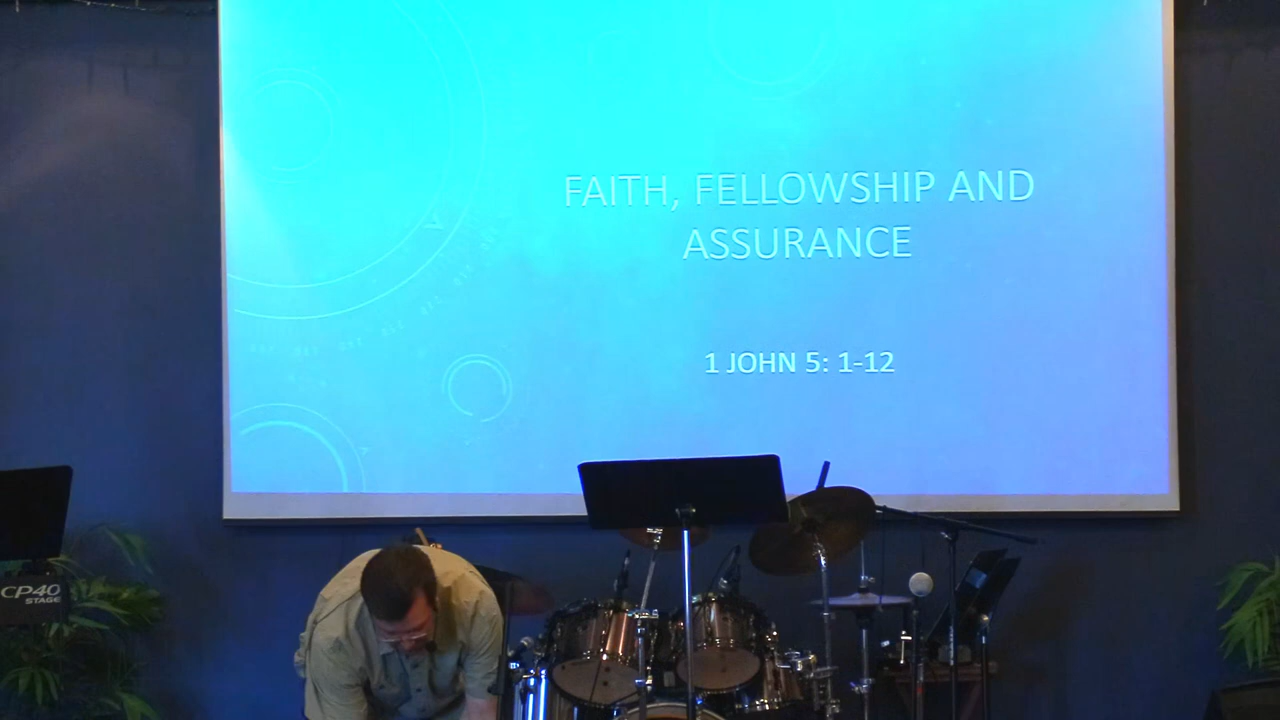 FAITH, FELLOWSHIP AND
ASSURANCE
1 JOHN 5: 1-12
CP40
STAGE